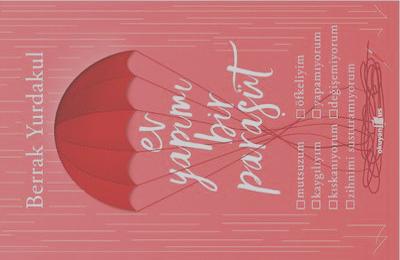 Berrak Yurdakul
ev
yapımı
bir
paraşüt
mutsuzum
öfkeliyim
kaygılıyım
yapamıyorum
kıskanıyorum
değişemiyorum
zihnimi susturamıyorum
okuyan us